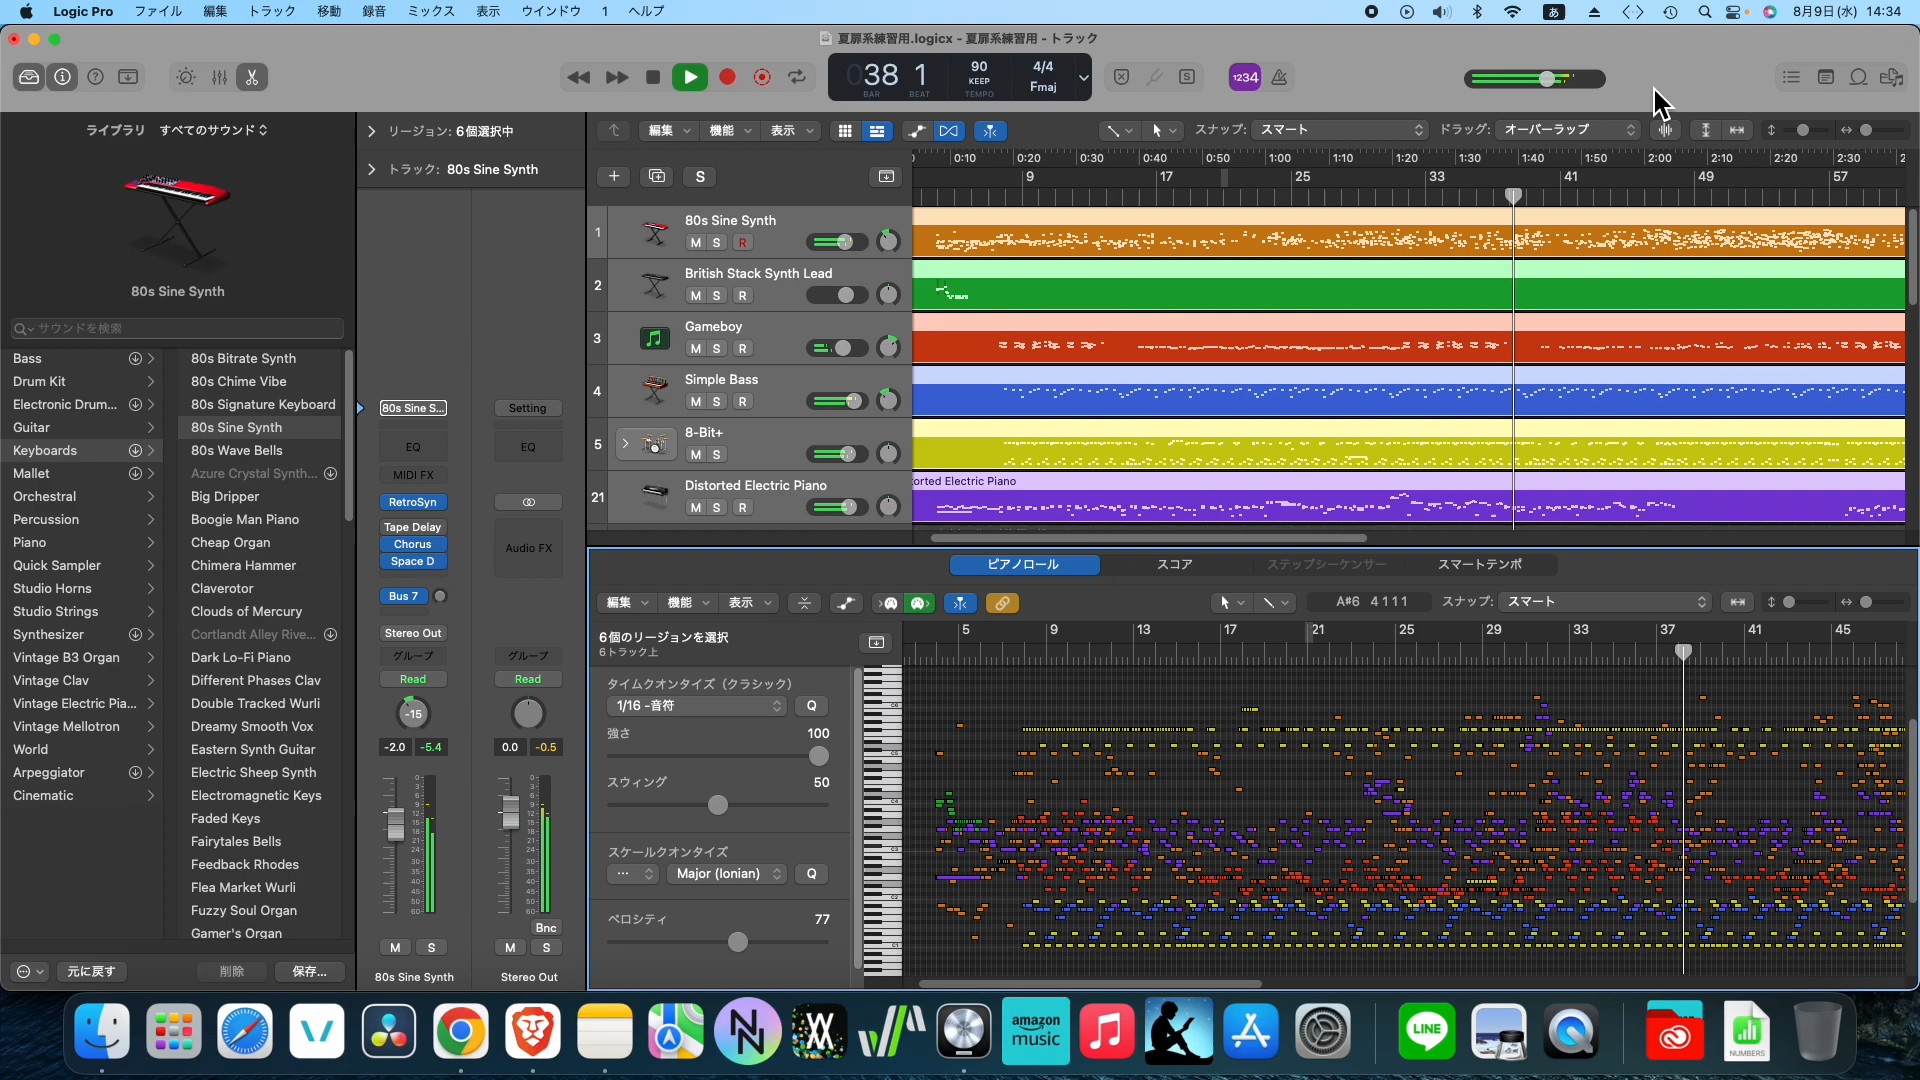 Logic Pro ファイル 編集 トラック 移動 録音 ミックス 表示 ウインドウ 1 ヘルプ あ 8月9日(水) 14:34
夏扉系練習用.logicx - 夏扉系練習用 - トラック
038 1 90 KEEP TEMPO 4/4 Fmaj
BAR BEAT
S 1234
ライブラリ すべてのサウンド
80s Sine Synth
サウンドを検索
Bass
Drum Kit
Electronic Drum...
Guitar
Keyboards
Mallet
Orchestral
Percussion
Piano
Quick Sampler
Studio Horns
Studio Strings
Synthesizer
Vintage B3 Organ
Vintage Clav
Vintage Electric Pia...
Vintage Mellotron
World
Arpeggiator
Cinematic
80s Bitrate Synth
80s Chime Vibe
80s Signature Keyboard
80s Sine Synth
80s Wave Bells
Azure Crystal Synth...
Big Dripper
Boogie Man Piano
Cheap Organ
Chimera Hammer
Claverotor
Clouds of Mercury
Cortlandt Alley Rive...
Dark Lo-Fi Piano
Different Phases Clav
Double Tracked Wurli
Dreamy Smooth Vox
Eastern Synth Guitar
Electric Sheep Synth
Electromagnetic Keys
Faded Keys
Fairytales Bells
Feedback Rhodes
Flea Market Wurli
Fuzzy Soul Organ
Gamer's Organ
元に戻す 削除 保存...
リージョン: 6個選択中
トラック: 80s Sine Synth
80s Sine S... Setting
EQ EQ
MIDI FX
RetroSyn
Tape Delay
Chorus
Space D
Audio FX
Bus 7
Stereo Out
グループ グループ
Read Read
-15
-2.0 -5.4 0.0 -0.5
Bnc
M S M S
80s Sine Synth Stereo Out
編集 機能 表示 スナップ: スマート ドラッグ: オーバーラップ
S
0:10 0:20 0:30 0:40 0:50 1:00 1:10 1:20 1:30 1:40 1:50 2:00 2:10 2:20 2:30 2
9 17 25 33 41 49 57
1 80s Sine Synth
M S R
2 British Stack Synth Lead
M S R
3 Gameboy
M S R
4 Simple Bass
M S R
5 8-Bit+
M S
21 Distorted Electric Piano
M S R
orted Electric Piano
ピアノロール スコア ステップシーケンサー スマートテンポ
編集 機能 表示 A#6 4 1 1 1 スナップ: スマート
6個のリージョンを選択
6トラック上
5 9 13 17 21 25 29 33 37 41 45
タイムクオンタイズ（クラシック）
1/16 -音符 Q
強さ 100
スウィング 50
スケールクオンタイズ
... Major (Ionian) Q
ベロシティ 77
C6
C5
C4
C3
C2
C1
amazon music
LINE
NUMBERS